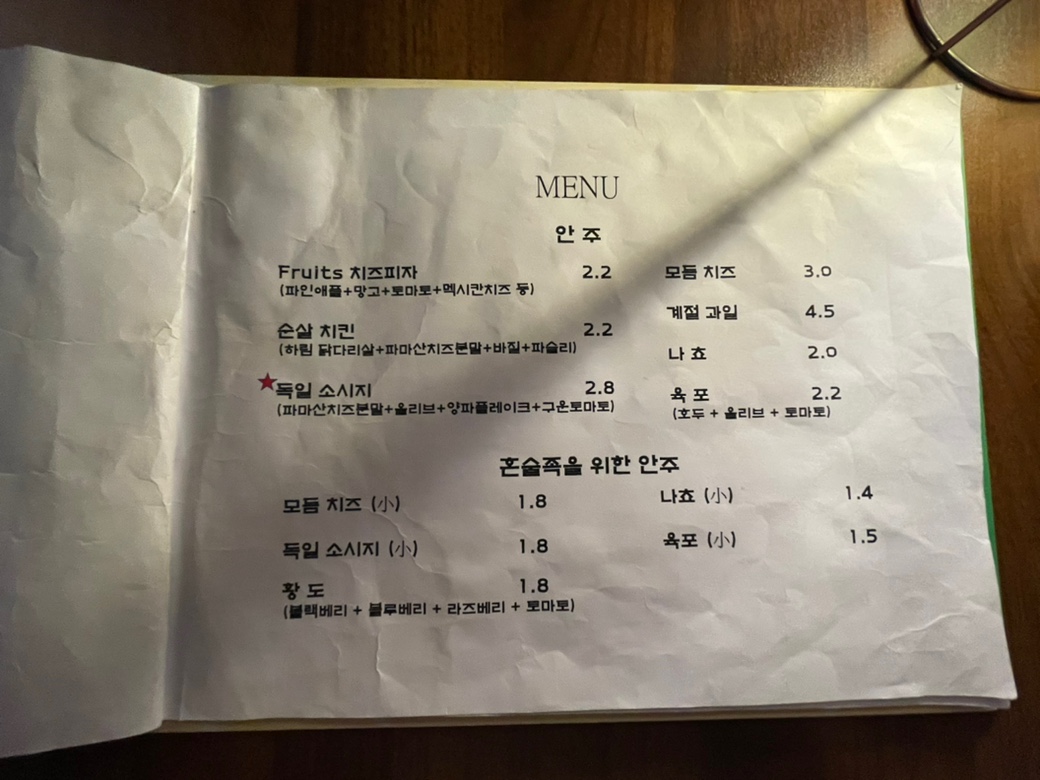 MENU
안 주
Fruits 치즈피자 2.2
(파인애플+망고+토마토+멕시칸치즈 등)
순살 치킨 2.2
(하림 닭다리살+파마산치즈분말+바질+파슬리)
★독일 소시지 2.8
(파마산치즈분말+올리브+양파플레이크+구운토마토)
모듬 치즈 3.0
계절 과일 4.5
나 쵸 2.0
육 포 2.2
(호두 + 올리브 + 토마토)
혼술족을 위한 안주
모듬 치즈 (小) 1.8
독일 소시지 (小) 1.8
황 도 1.8
(블랙베리 + 블루베리 + 라즈베리 + 토마토)
나쵸 (小) 1.4
육포 (小) 1.5